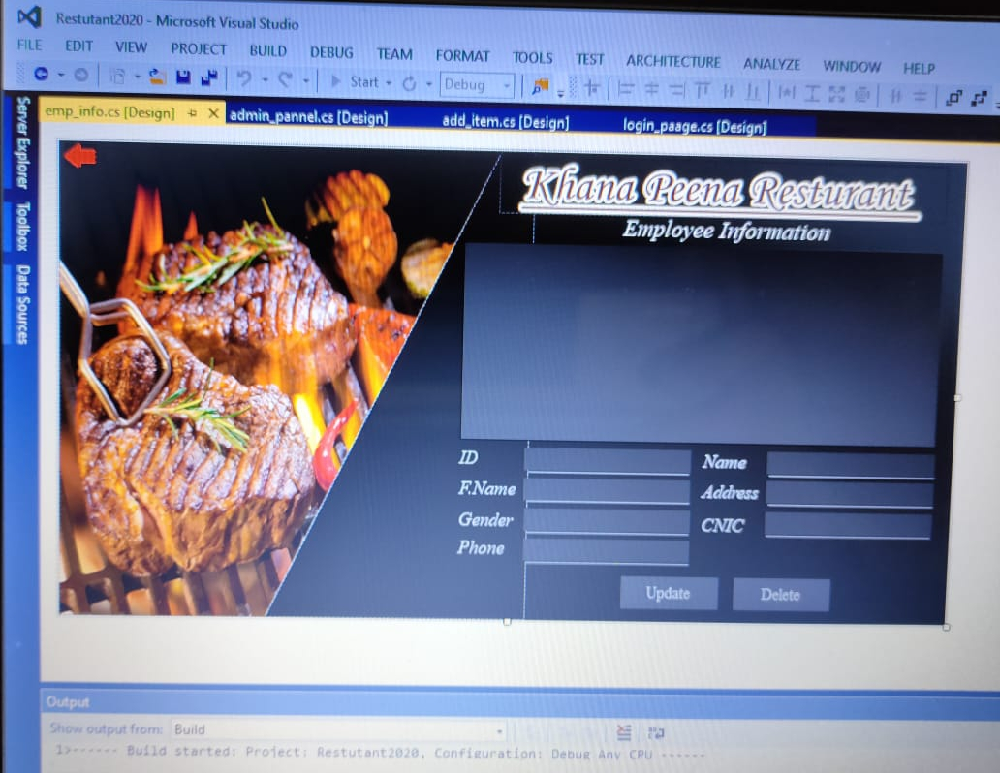 Restutant2020 - Microsoft Visual Studio
FILE EDIT VIEW PROJECT BUILD DEBUG TEAM FORMAT TOOLS TEST ARCHITECTURE ANALYZE WINDOW HELP
Start Debug
emp_info.cs [Design] admin_pannel.cs [Design] add_item.cs [Design] login_paage.cs [Design]
Server Explorer
Toolbox
Data Sources
Khana Peena Resturant
Employee Information
ID Name
F.Name Address
Gender CNIC
Phone
Update Delete
Output
Show output from: Build
1>------ Build started: Project: Restutant2020, Configuration: Debug Any CPU ------